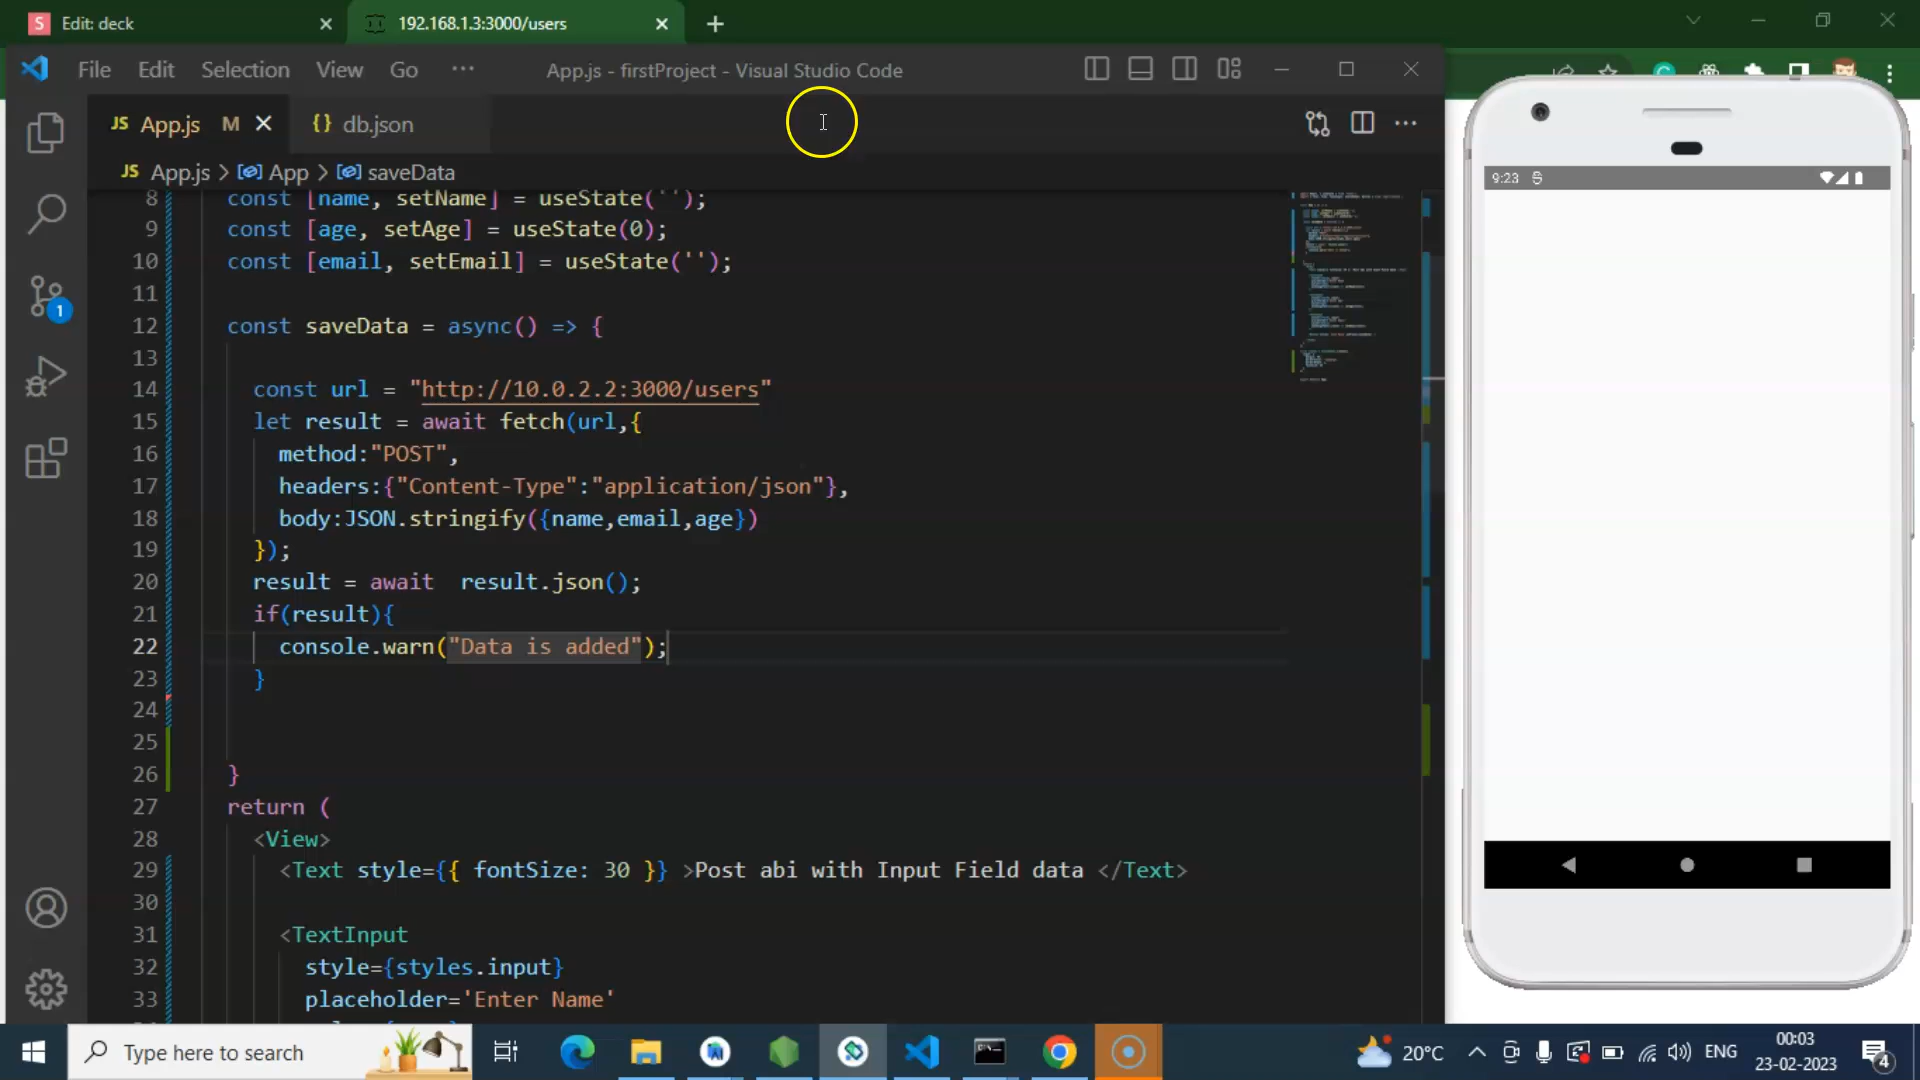 Edit: deck
192.168.1.3:3000/users
File Edit Selection View Go ··· App.js - firstProject - Visual Studio Code
JS App.js M
{} db.json
JS App.js > App > saveData
8 const [name, setName] = useState('');
9 const [age, setAge] = useState(0);
10 const [email, setEmail] = useState('');
11
12 const saveData = async() => {
13
14 const url = "http://10.0.2.2:3000/users"
15 let result = await fetch(url,{
16 method:"POST",
17 headers:{"Content-Type":"application/json"},
18 body:JSON.stringify({name,email,age})
19 });
20 result = await  result.json();
21 if(result){
22 console.warn("Data is added");
23 }
24
25
26 }
27 return (
28 <View>
29 <Text style={{ fontSize: 30 }} >Post abi with Input Field data </Text>
30
31 <TextInput
32 style={styles.input}
33 placeholder='Enter Name'
1
9:23
Type here to search
20°C
ENG
00:03
23-02-2023
4